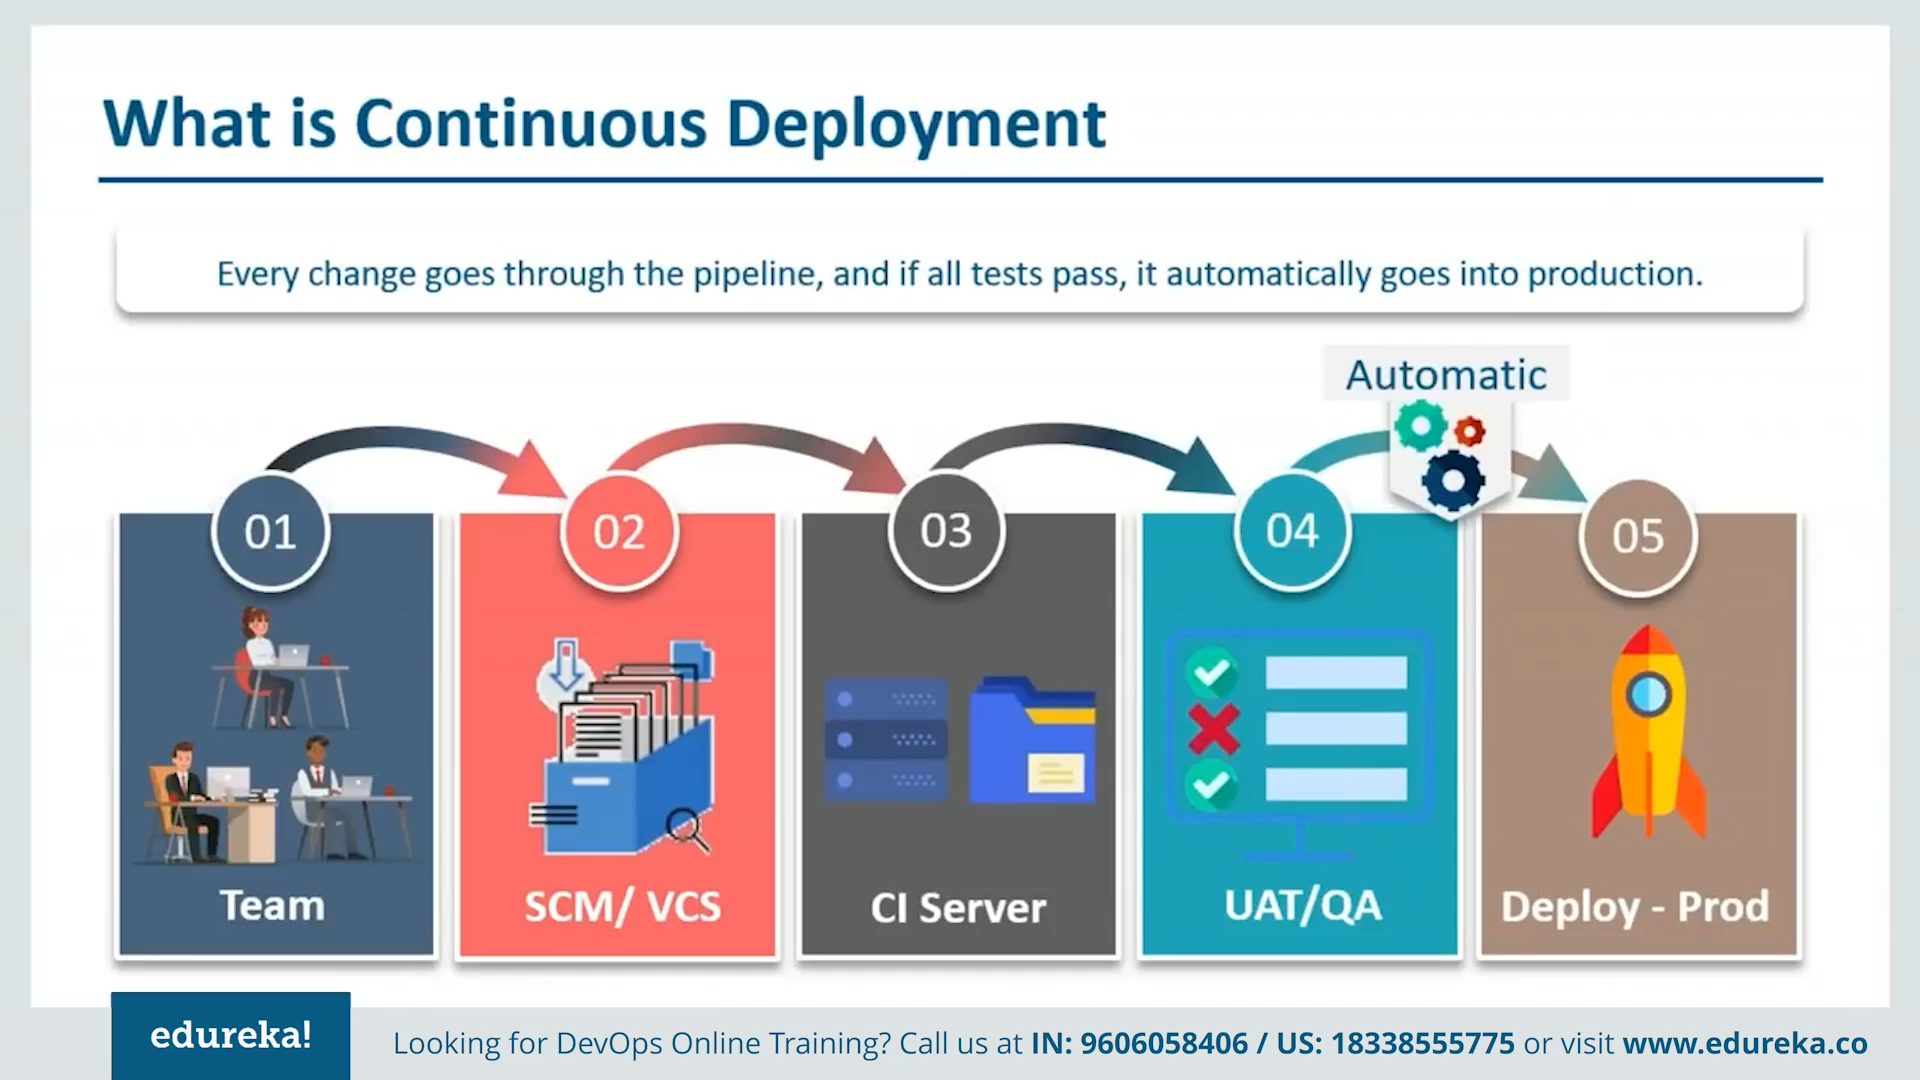 What is Continuous Deployment
Every change goes through the pipeline, and if all tests pass, it automatically goes into production.
Automatic
01
02
03
04
05
Team
SCM/ VCS
CI Server
UAT/QA
Deploy - Prod
edureka!
Looking for DevOps Online Training? Call us at IN: 9606058406 / US: 18338555775 or visit www.edureka.co